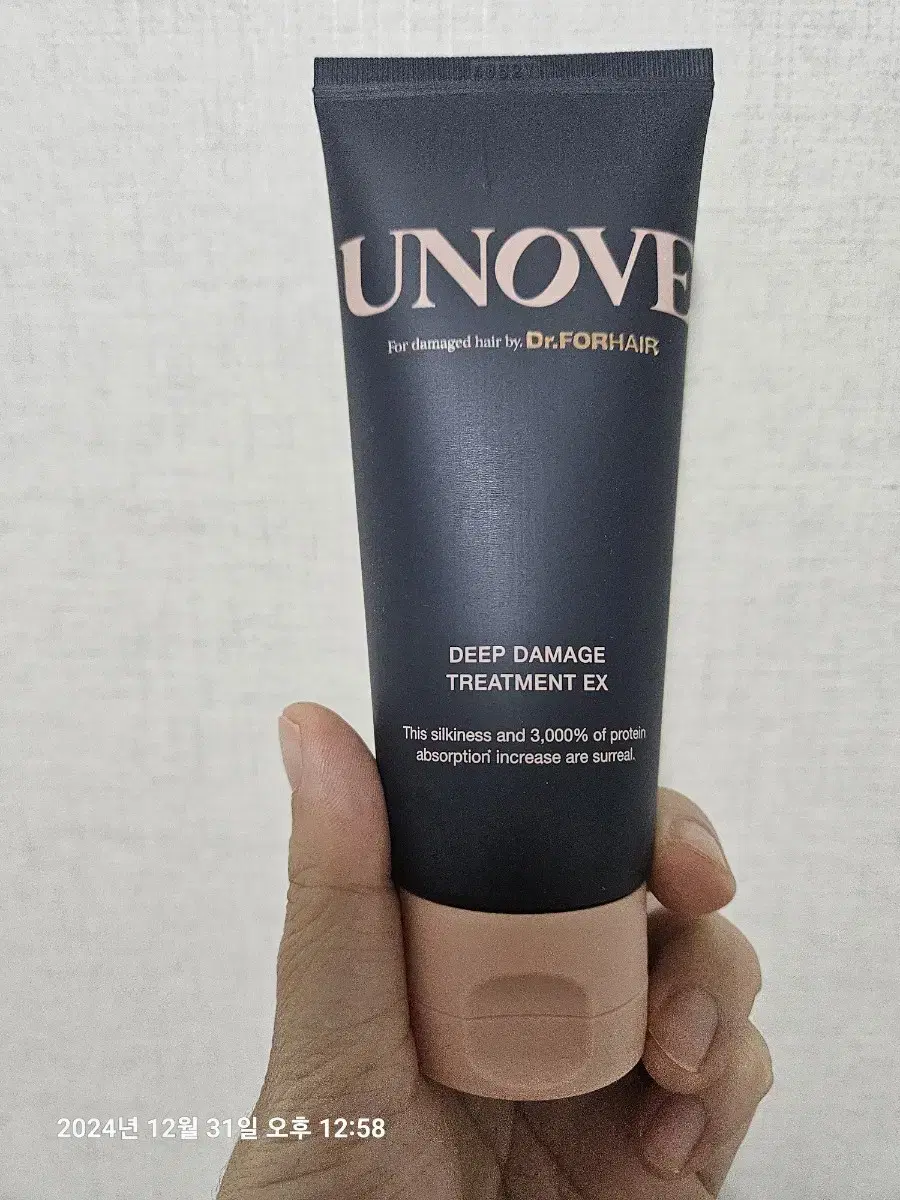 UNOVE
For damaged hair by. Dr.FORHAIR
DEEP DAMAGE
TREATMENT EX
This silkiness and 3,000% of protein
absorption* increase are surreal.
2024년 12월 31일 오후 12:58